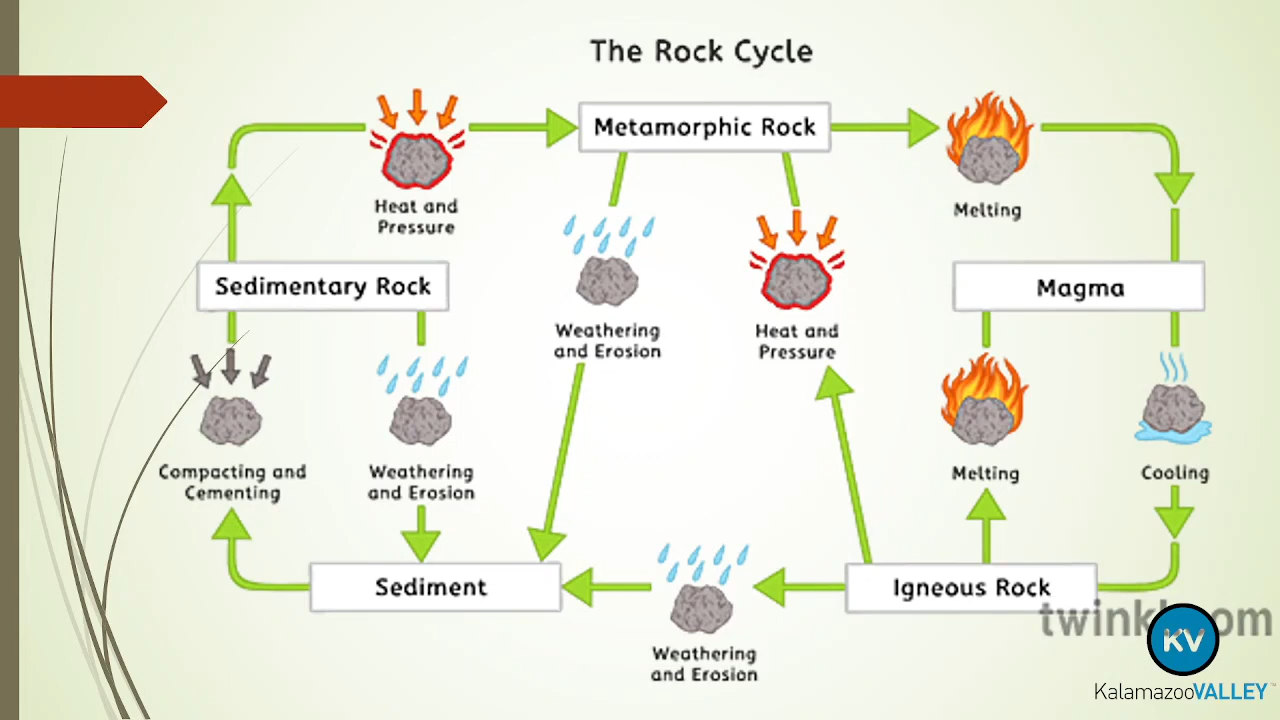 The Rock Cycle
Metamorphic Rock
Heat and
Pressure
Melting
Weathering
and Erosion
Heat and
Pressure
Sedimentary Rock
Magma
Compacting and
Cementing
Weathering
and Erosion
Melting
Cooling
Sediment
Igneous Rock
Weathering
and Erosion
KV
KalamazooVALLEY™